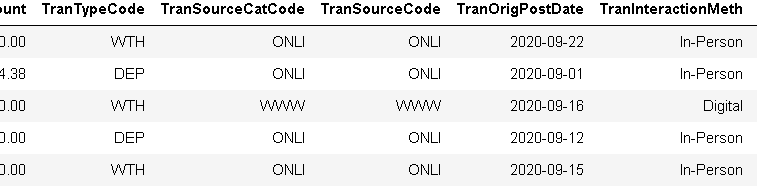 ount TranTypeCode TranSourceCatCode TranSourceCode TranOrigPostDate TranInteractionMeth
0.00 WTH ONLI ONLI 2020-09-22 In-Person
4.38 DEP ONLI ONLI 2020-09-01 In-Person
0.00 WTH WWW WWW 2020-09-16 Digital
0.00 DEP ONLI ONLI 2020-09-12 In-Person
0.00 WTH ONLI ONLI 2020-09-15 In-Person